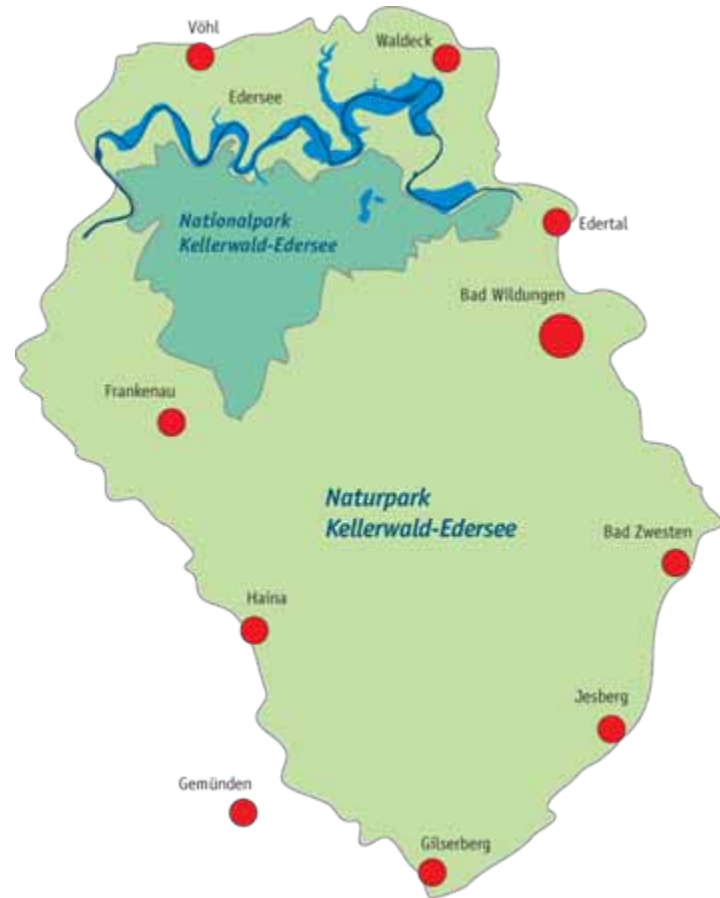 Vöhl
Waldeck
Edersee
Nationalpark
Kellerwald-Edersee
Edertal
Bad Wildungen
Frankenau
Naturpark
Kellerwald-Edersee
Bad Zwesten
Haina
Jesberg
Gemünden
Gilserberg